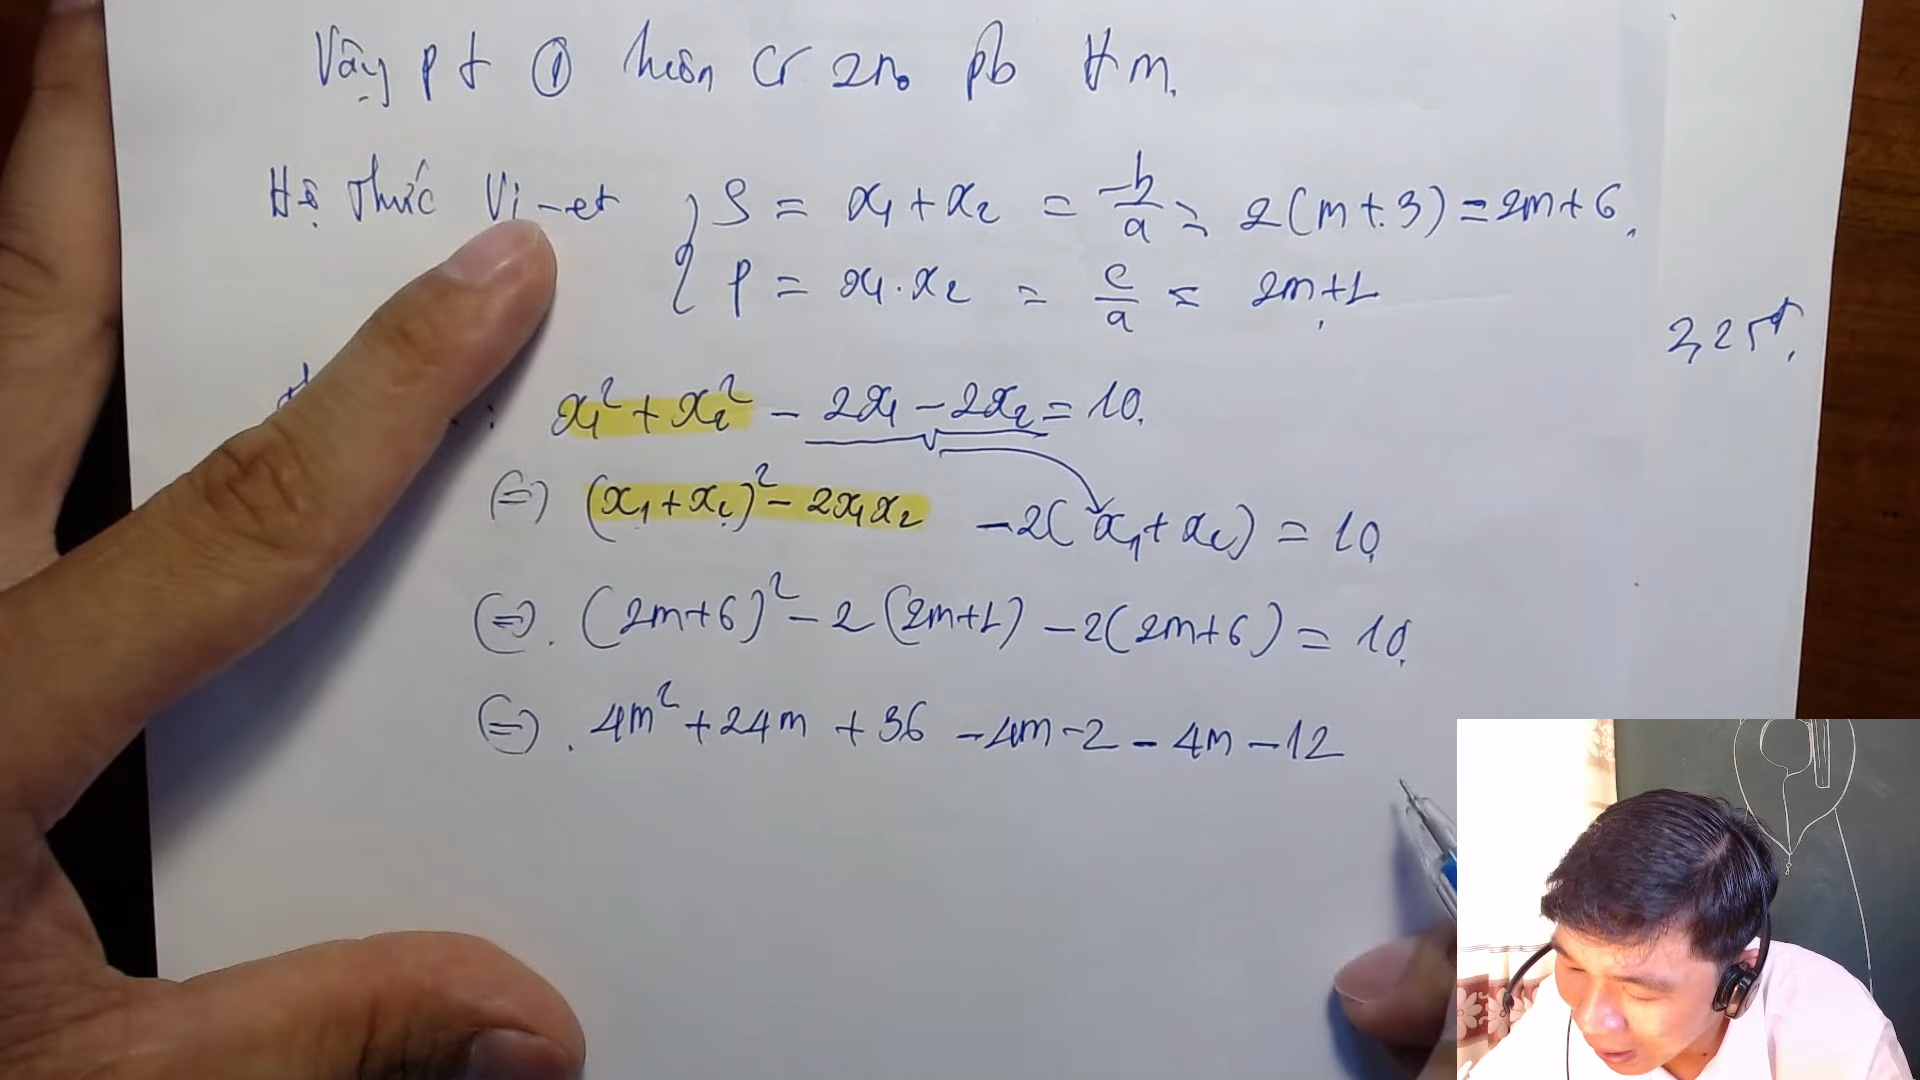 Vậy pt ① luôn có 2n₀ pb ∀m.
Hệ thức Vi-et { S = x₁ + x₂ = -b/a = 2(m+3) = 2m+6.
P = x₁.x₂ = c/a = 2m+1
: x₁² + x₂² - 2x₁ - 2x₂ = 10.
⇔ (x₁+x₂)² - 2x₁x₂ -2(x₁+x₂) = 10
⇔. (2m+6)² - 2(2m+1) - 2(2m+6) = 10.
⇔. 4m² + 24m + 36 - 4m - 2 - 4m - 12